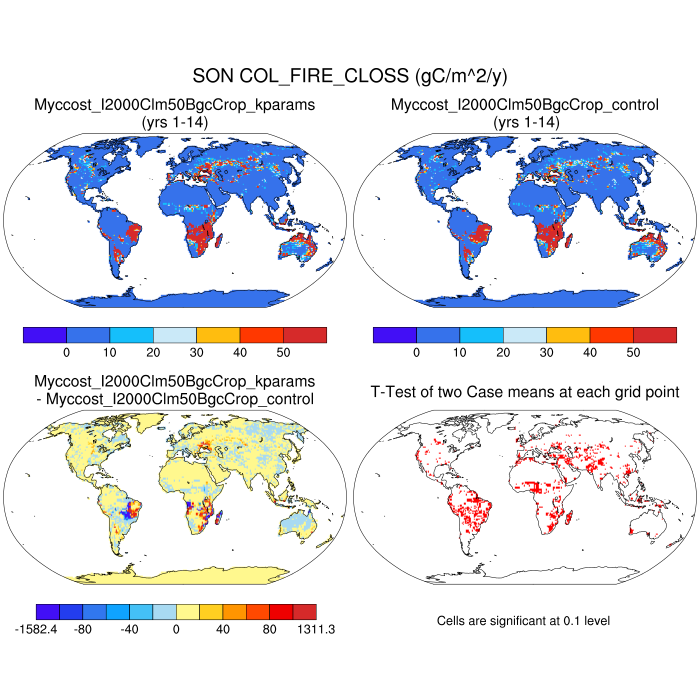 SON COL_FIRE_CLOSS (gC/m^2/y)
Myccost_I2000Clm50BgcCrop_kparams
(yrs 1-14)
Myccost_I2000Clm50BgcCrop_control
(yrs 1-14)
0 10 20 30 40 50
0 10 20 30 40 50
Myccost_I2000Clm50BgcCrop_kparams
- Myccost_I2000Clm50BgcCrop_control
T-Test of two Case means at each grid point
-1582.4 -80 -40 0 40 80 1311.3
Cells are significant at 0.1 level